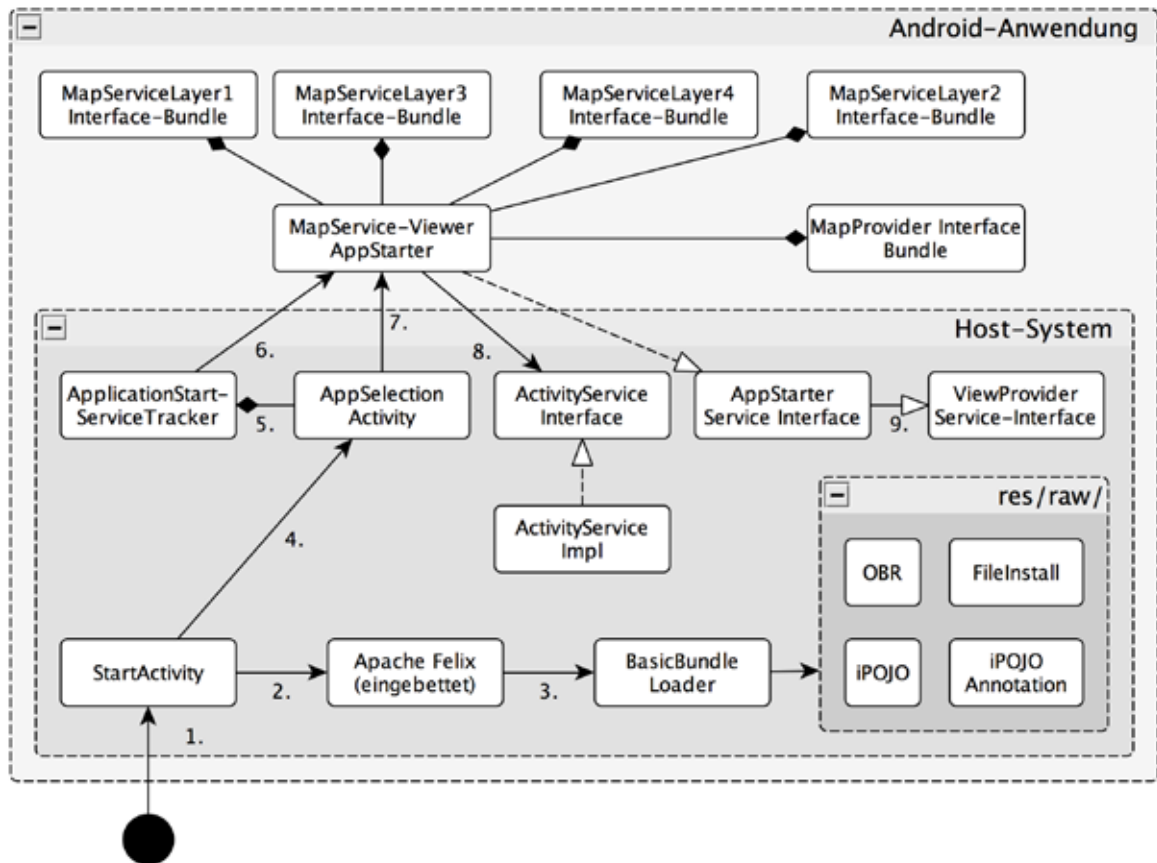 Android-Anwendung
MapServiceLayer1
Interface-Bundle
MapServiceLayer3
Interface-Bundle
MapServiceLayer4
Interface-Bundle
MapServiceLayer2
Interface-Bundle
MapService-Viewer
AppStarter
MapProvider Interface
Bundle
Host-System
6.
7.
8.
ApplicationStart-
ServiceTracker
5.
AppSelection
Activity
ActivityService
Interface
AppStarter
Service Interface
9.
ViewProvider
Service-Interface
4.
ActivityService
Impl
res/raw/
OBR
FileInstall
iPOJO
iPOJO
Annotation
StartActivity
2.
Apache Felix
(eingebettet)
3.
BasicBundle
Loader
1.